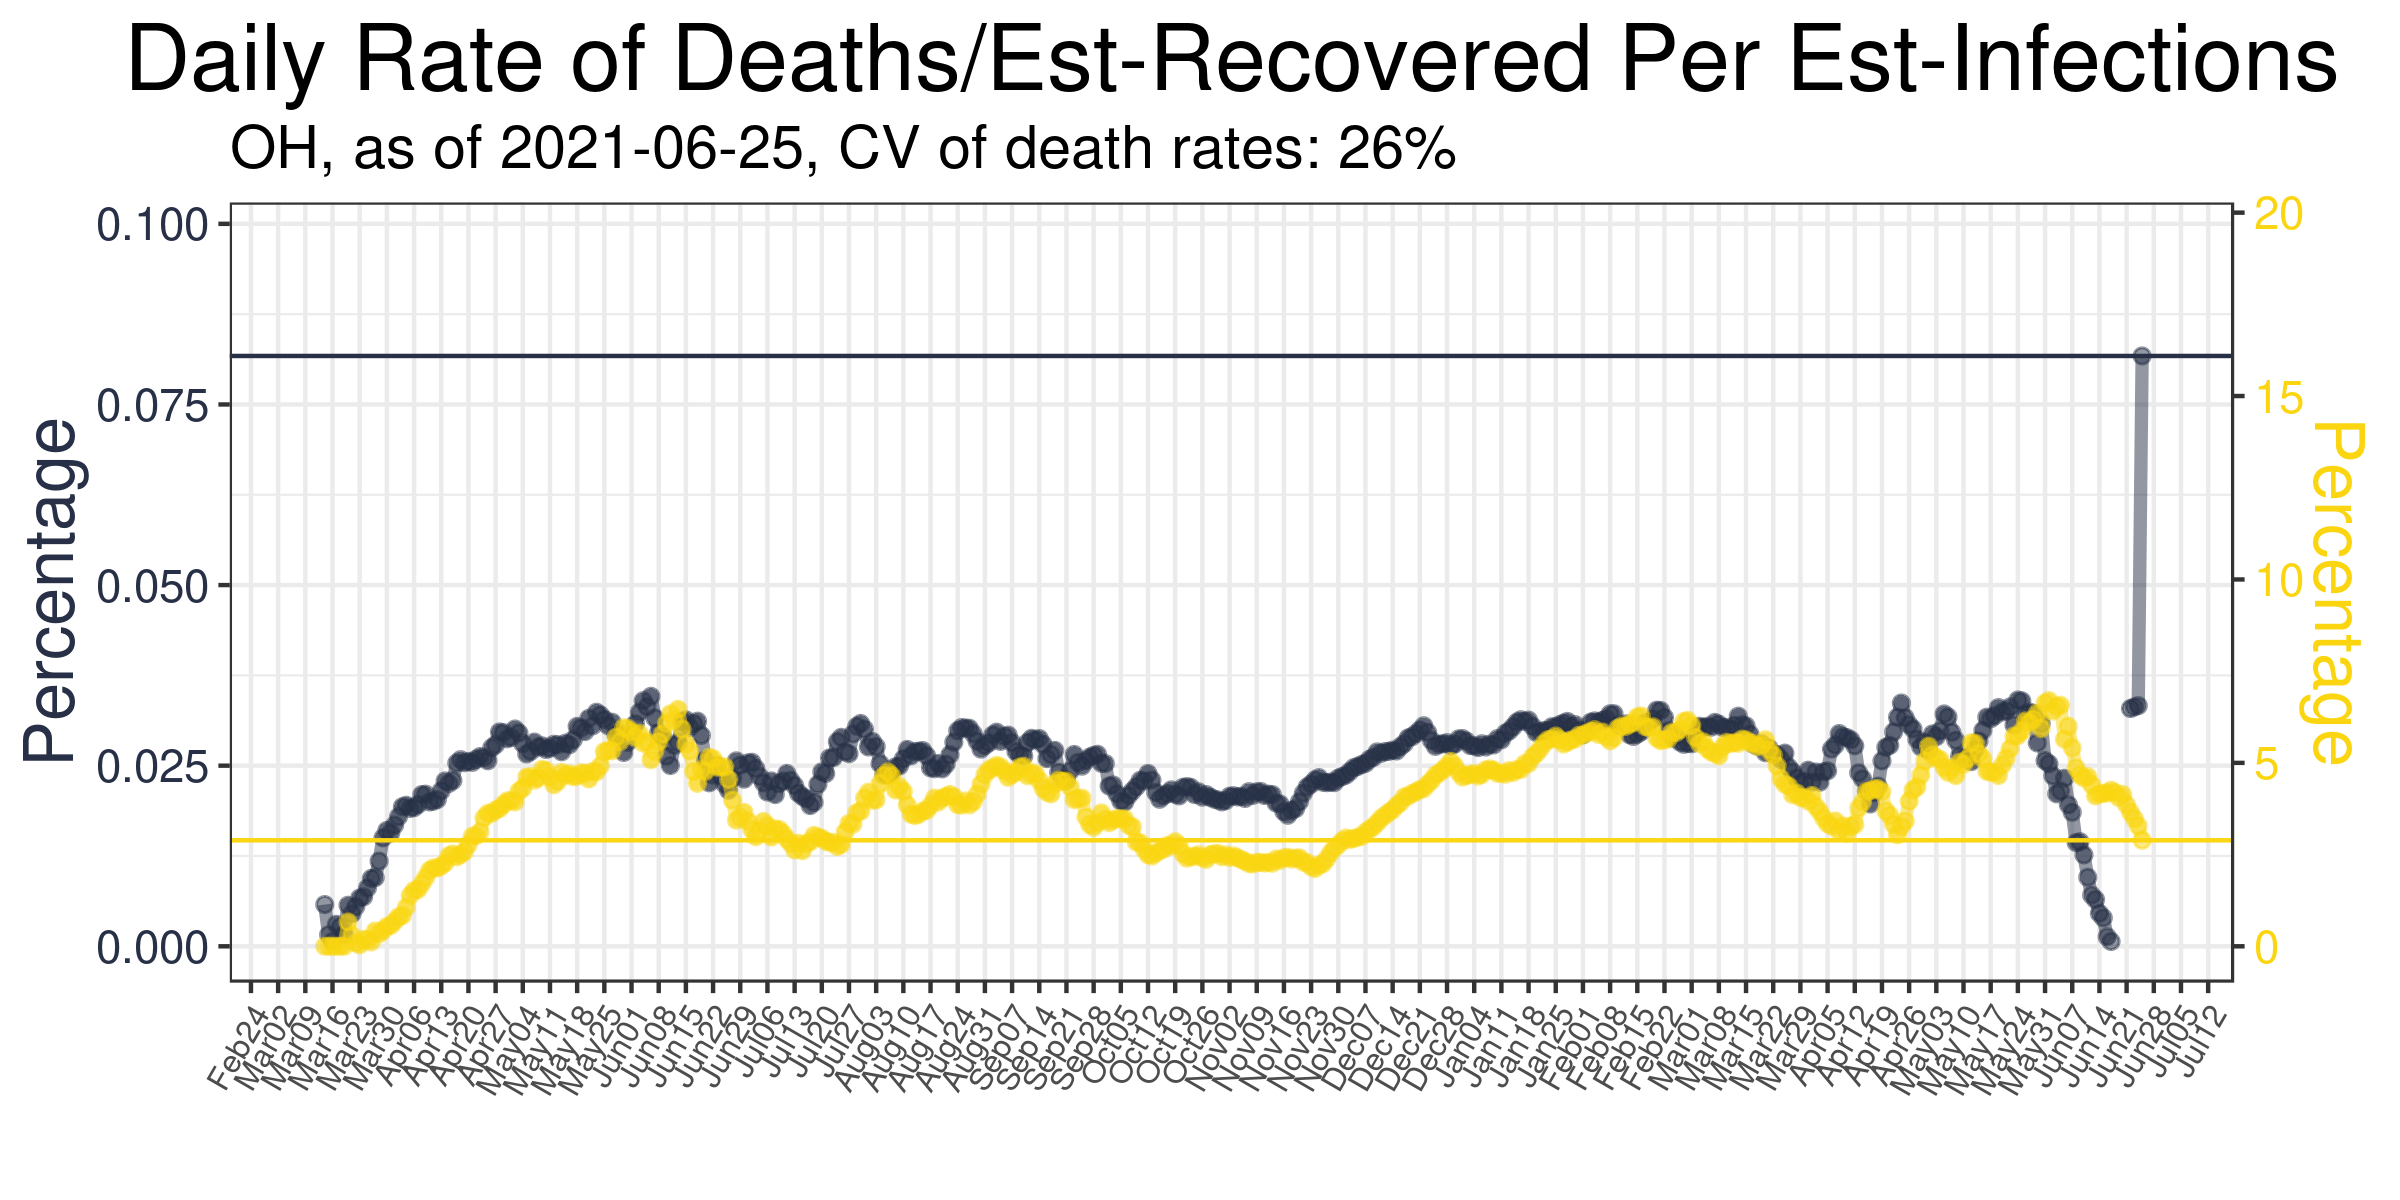 Daily Rate of Deaths/Est-Recovered Per Est-Infections
OH, as of 2021-06-25, CV of death rates: 26%
Percentage
0.100
0.075
0.050
0.025
0.000
20
15
10
5
0
Percentage
Feb24
Mar02
Mar09
Mar16
Mar23
Mar30
Apr06
Apr13
Apr20
Apr27
May04
May11
May18
May25
Jun01
Jun08
Jun15
Jun22
Jun29
Jul06
Jul13
Jul20
Jul27
Aug03
Aug10
Aug17
Aug24
Aug31
Sep07
Sep14
Sep21
Sep28
Oct05
Oct12
Oct19
Oct26
Nov02
Nov09
Nov16
Nov23
Nov30
Dec07
Dec14
Dec21
Dec28
Jan04
Jan11
Jan18
Jan25
Feb01
Feb08
Feb15
Feb22
Mar01
Mar08
Mar15
Mar22
Mar29
Apr05
Apr12
Apr19
Apr26
May03
May10
May17
May24
May31
Jun07
Jun14
Jun21
Jun28
Jul05
Jul12